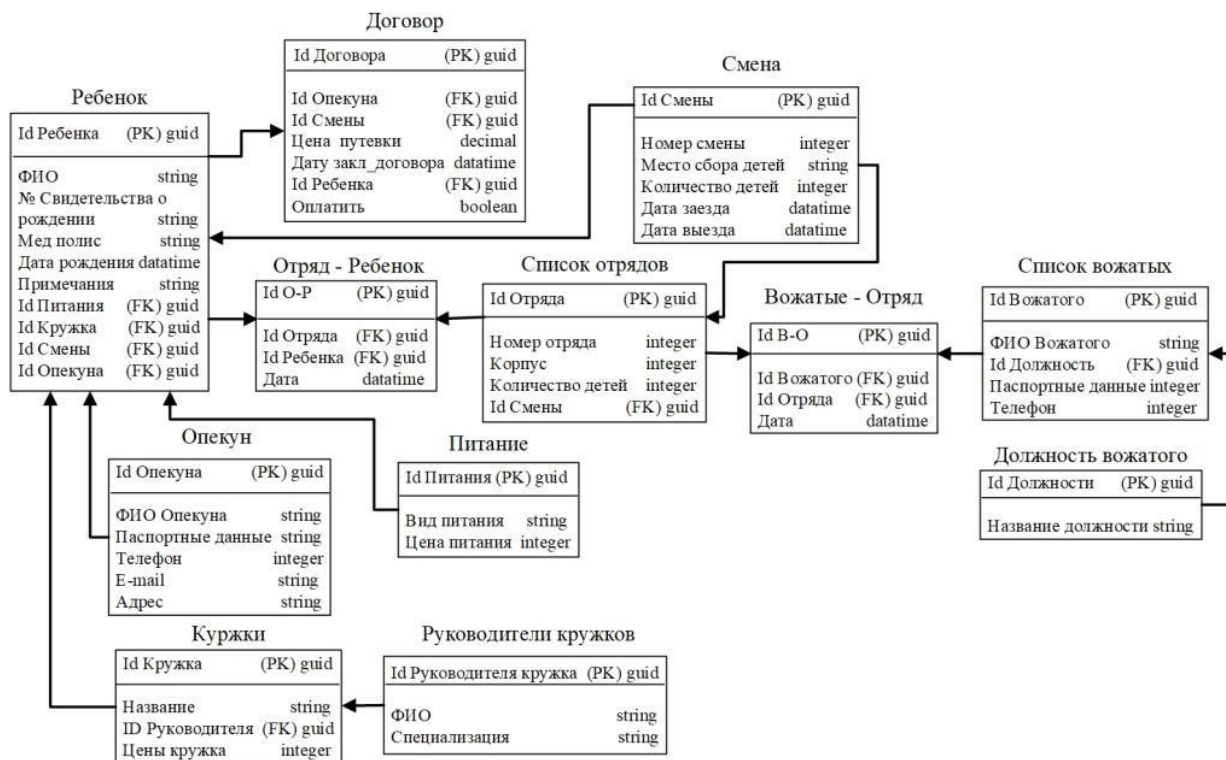 Договор
Id Договора (PK) guid
Id Опекуна (FK) guid
Id Смены (FK) guid
Цена путевки decimal
Дату закл_договора datatime
Id Ребенка (FK) guid
Оплатить boolean
Смена
Id Смены (PK) guid
Номер смены integer
Место сбора детей string
Количество детей integer
Дата заезда datatime
Дата выезда datatime
Ребенок
Id Ребенка (PK) guid
ФИО string
№ Свидетельства о
рождении string
Мед полис string
Дата рождения datatime
Примечания string
Id Питания (FK) guid
Id Кружка (FK) guid
Id Смены (FK) guid
Id Опекуна (FK) guid
Отряд - Ребенок
Id О-Р (PK) guid
Id Отряда (FK) guid
Id Ребенка (FK) guid
Дата datatime
Список отрядов
Id Отряда (PK) guid
Номер отряда integer
Корпус integer
Количество детей integer
Id Смены (FK) guid
Вожатые - Отряд
Id В-О (PK) guid
Id Вожатого (FK) guid
Id Отряда (FK) guid
Дата datatime
Список вожатых
Id Вожатого (PK) guid
ФИО Вожатого string
Id Должность (FK) guid
Паспортные данные integer
Телефон integer
Опекун
Id Опекуна (PK) guid
ФИО Опекуна string
Паспортные данные string
Телефон integer
E-mail string
Адрес string
Питание
Id Питания (PK) guid
Вид питания string
Цена питания integer
Должность вожатого
Id Должности (PK) guid
Название должности string
Куржки
Id Кружка (PK) guid
Название string
ID Руководителя (FK) guid
Цены кружка integer
Руководители кружков
Id Руководителя кружка (PK) guid
ФИО string
Специализация string